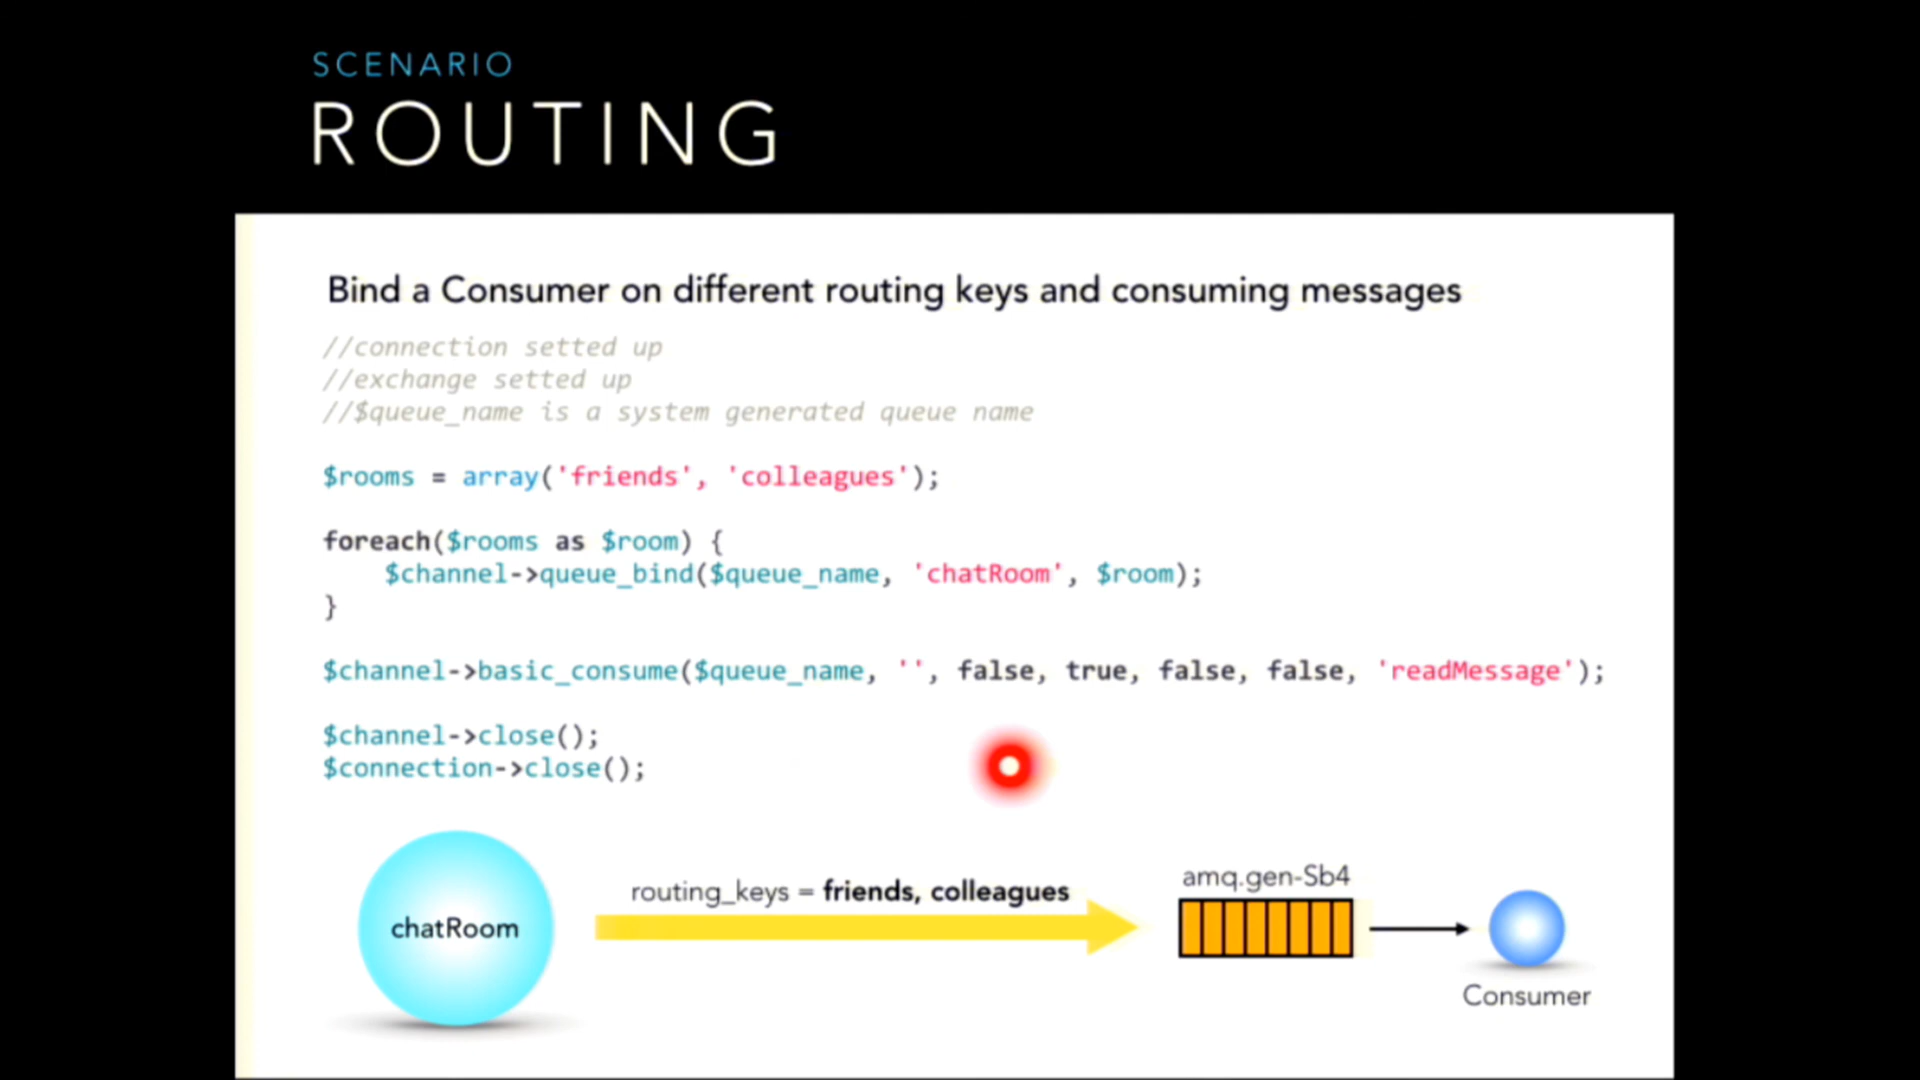 SCENARIO
ROUTING
Bind a Consumer on different routing keys and consuming messages
//connection setted up
//exchange setted up
//$queue_name is a system generated queue name
$rooms = array('friends', 'colleagues');
foreach($rooms as $room) {
$channel->queue_bind($queue_name, 'chatRoom', $room);
}
$channel->basic_consume($queue_name, '', false, true, false, false, 'readMessage');
$channel->close();
$connection->close();
chatRoom
routing_keys = friends, colleagues
amq.gen-Sb4
Consumer